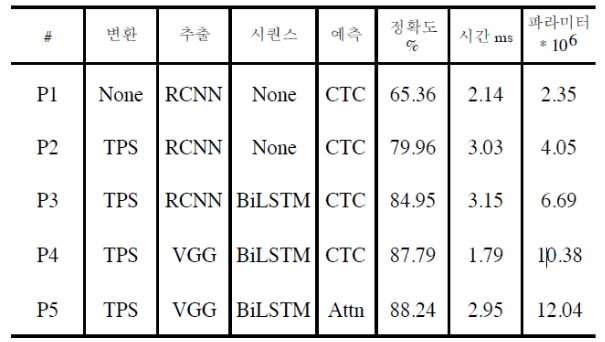 # 변환 추출 시퀀스 예측 정확도 % 시간 ms 파라미터 * 10⁶
P1 None RCNN None CTC 65.36 2.14 2.35
P2 TPS RCNN None CTC 79.96 3.03 4.05
P3 TPS RCNN BiLSTM CTC 84.95 3.15 6.69
P4 TPS VGG BiLSTM CTC 87.79 1.79 10.38
P5 TPS VGG BiLSTM Attn 88.24 2.95 12.04